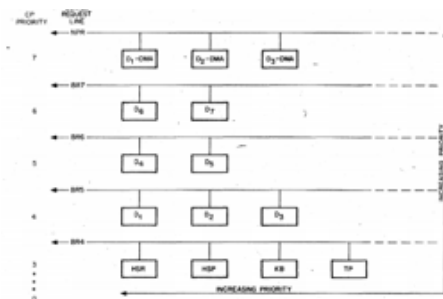 CP PRIORITY
REQUEST LINE
NPR
7
D1-DMA D2-DMA D3-DMA
BR7
6
D6 D7
BR6
5
D4 D5
BR5
4
D1 D2 D3
BR4
3
HSR HSP KB TP
0
INCREASING PRIORITY
INCREASING PRIORITY